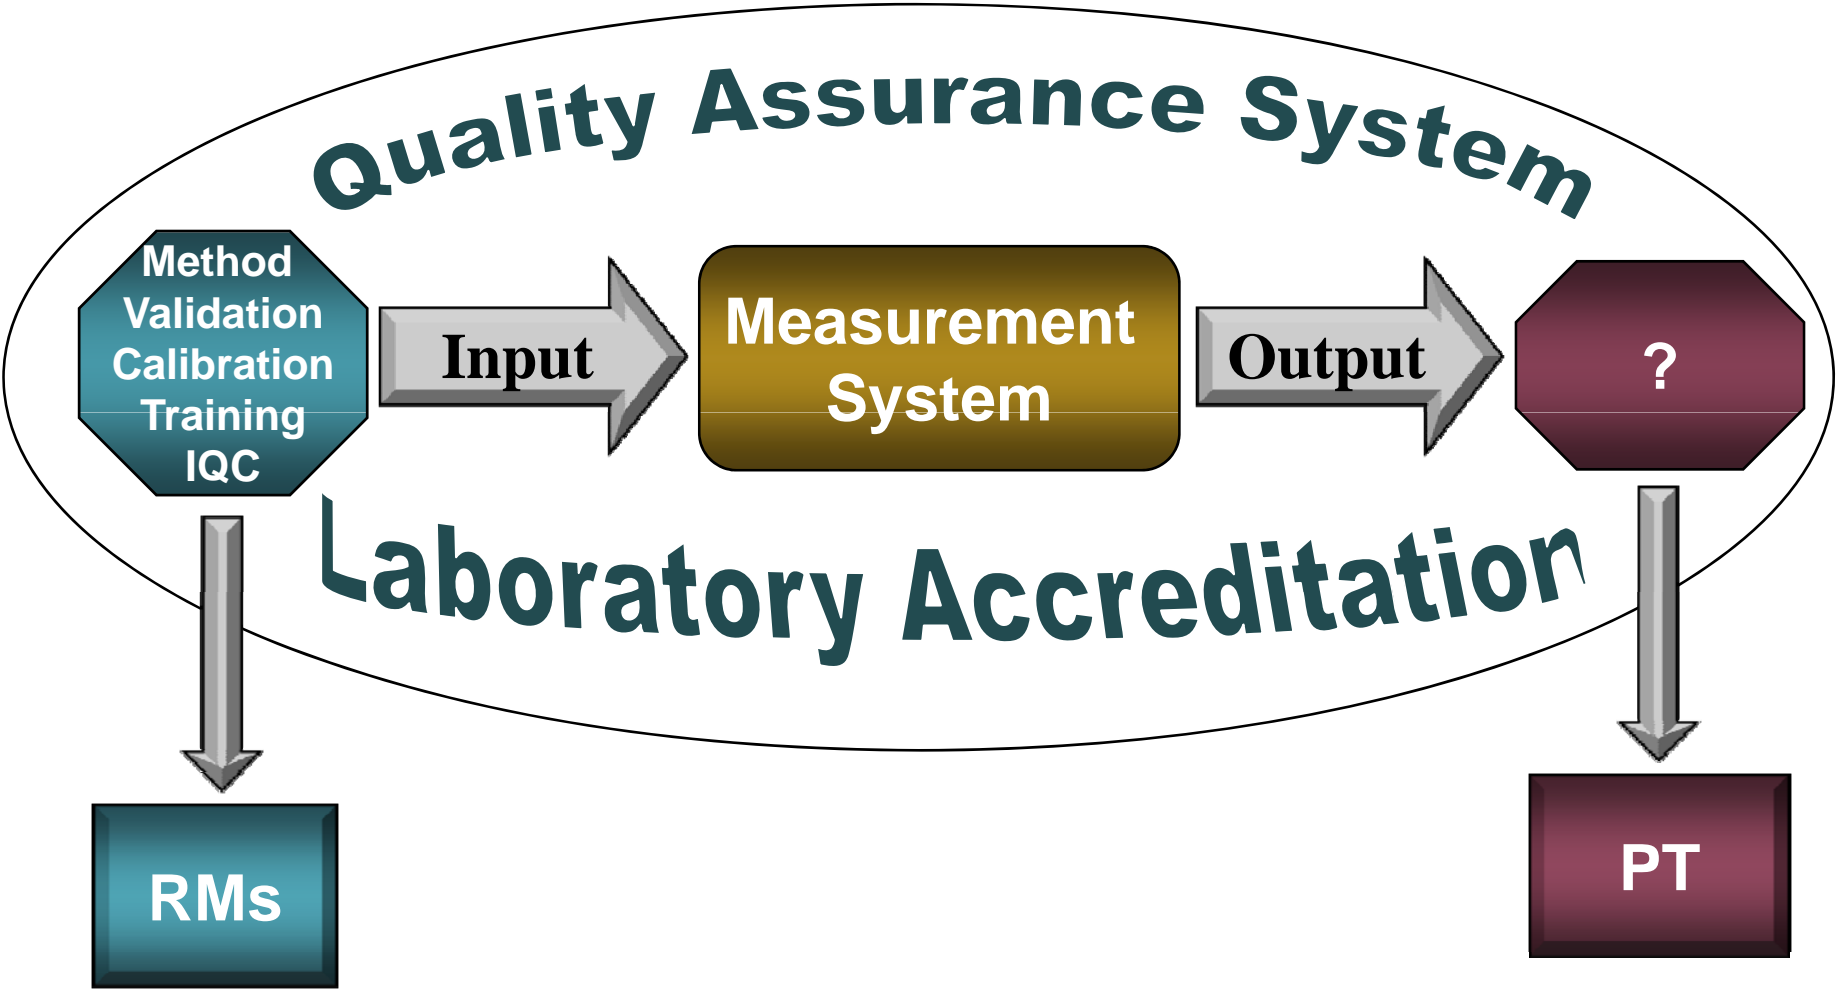 Quality Assurance System
Method
Validation
Calibration
Training
IQC
Input
Measurement
System
Output
?
Laboratory Accreditation
RMs
PT